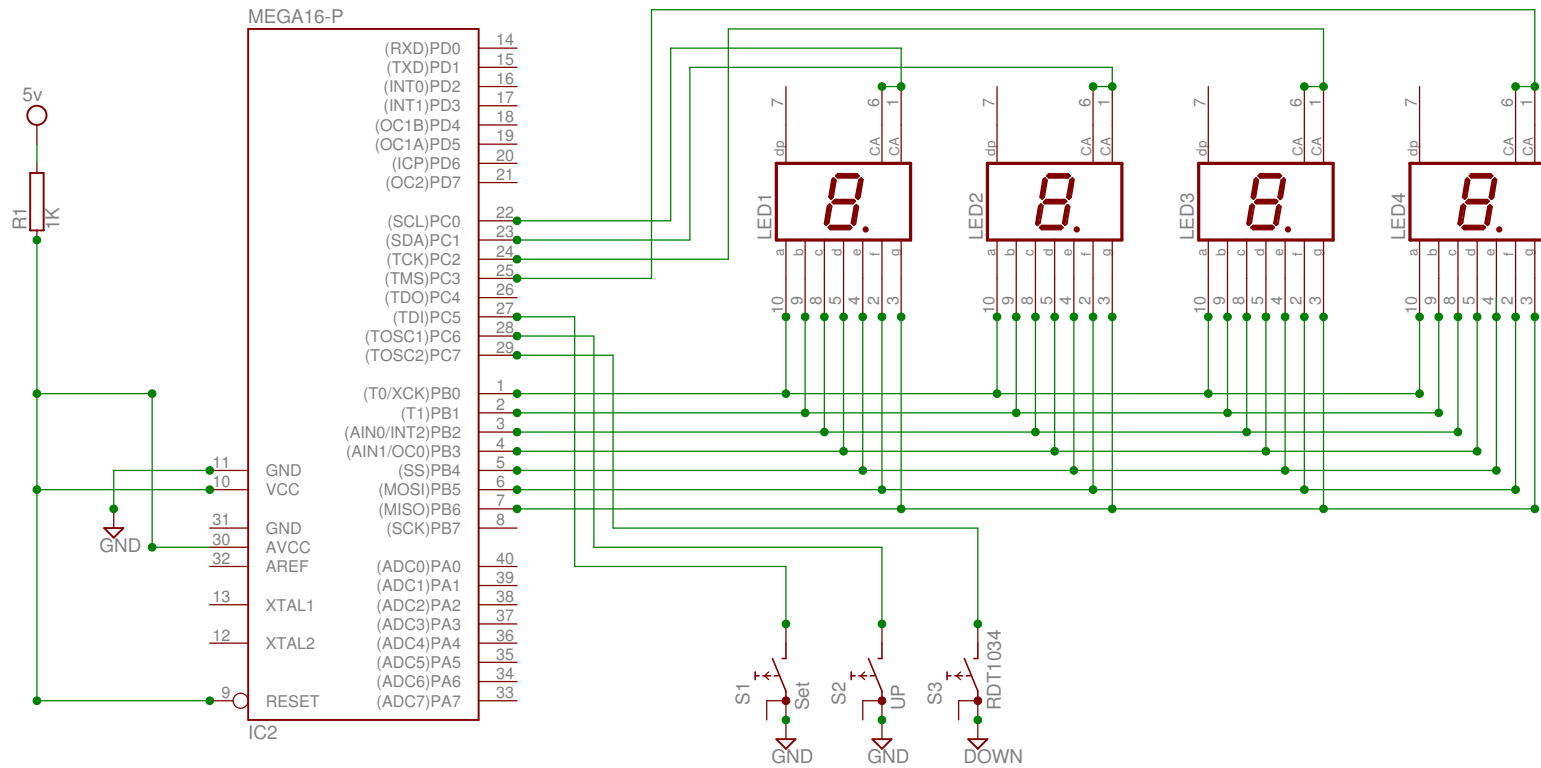 MEGA16-P
5v
R1
1K
(RXD)PD0 14
(TXD)PD1 15
(INT0)PD2 16
(INT1)PD3 17
(OC1B)PD4 18
(OC1A)PD5 19
(ICP)PD6 20
(OC2)PD7 21
(SCL)PC0 22
(SDA)PC1 23
(TCK)PC2 24
(TMS)PC3 25
(TDO)PC4 26
(TDI)PC5 27
(TOSC1)PC6 28
(TOSC2)PC7 29
(T0/XCK)PB0 1
(T1)PB1 2
(AIN0/INT2)PB2 3
(AIN1/OC0)PB3 4
(SS)PB4 5
(MOSI)PB5 6
(MISO)PB6 7
(SCK)PB7 8
(ADC0)PA0 40
(ADC1)PA1 39
(ADC2)PA2 38
(ADC3)PA3 37
(ADC4)PA4 36
(ADC5)PA5 35
(ADC6)PA6 34
(ADC7)PA7 33
11 GND
10 VCC
31 GND
30 AVCC
32 AREF
13 XTAL1
12 XTAL2
9 RESET
GND
IC2
7 6 1
dp CA CA
LED1
8.
a b c d e f g
10 9 8 5 4 2 3
7 6 1
dp CA CA
LED2
8.
a b c d e f g
10 9 8 5 4 2 3
7 6 1
dp CA CA
LED3
8.
a b c d e f g
10 9 8 5 4 2 3
7 6 1
dp CA CA
LED4
8.
a b c d e f g
10 9 8 5 4 2 3
S1
Set
GND
S2
UP
GND
S3
RDT1034
DOWN